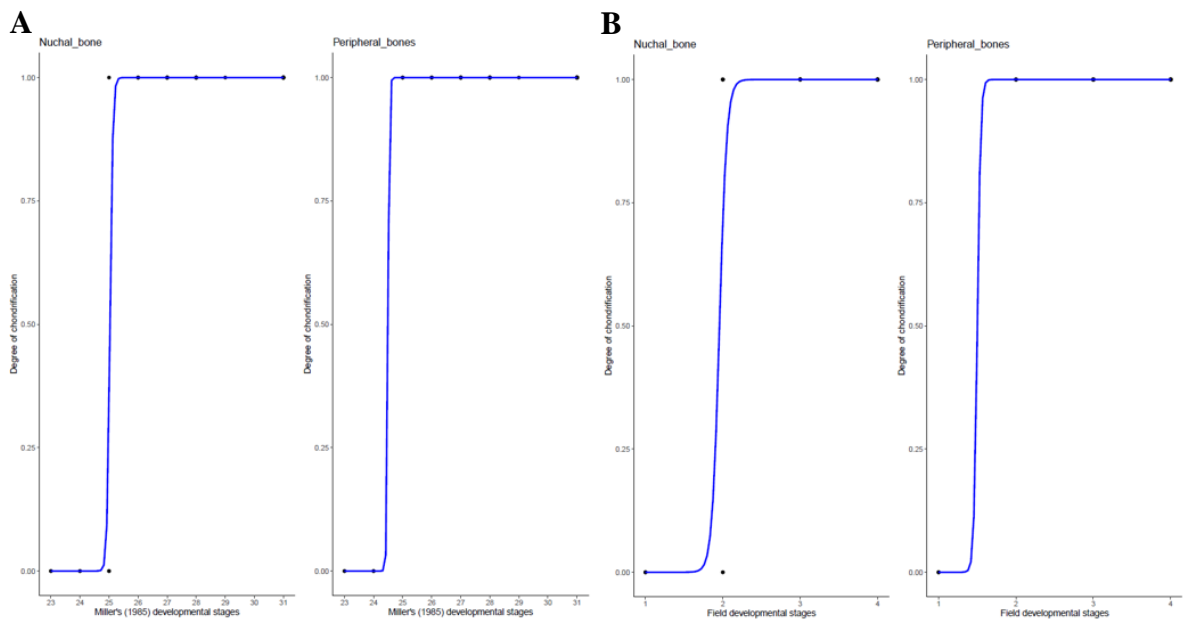 A
B
Nuchal_bone
1.00
0.75
0.50
0.25
0.00
Degree of chondrification
23 24 25 26 27 28 29 30 31
Miller's (1985) developmental stages
Peripheral_bones
1.00
0.75
0.50
0.25
0.00
Degree of chondrification
23 24 25 26 27 28 29 30 31
Miller's (1985) developmental stages
Nuchal_bone
1.00
0.75
0.50
0.25
0.00
Degree of chondrification
1 2 3 4
Field developmental stages
Peripheral_bones
1.00
0.75
0.50
0.25
0.00
Degree of chondrification
1 2 3 4
Field developmental stages